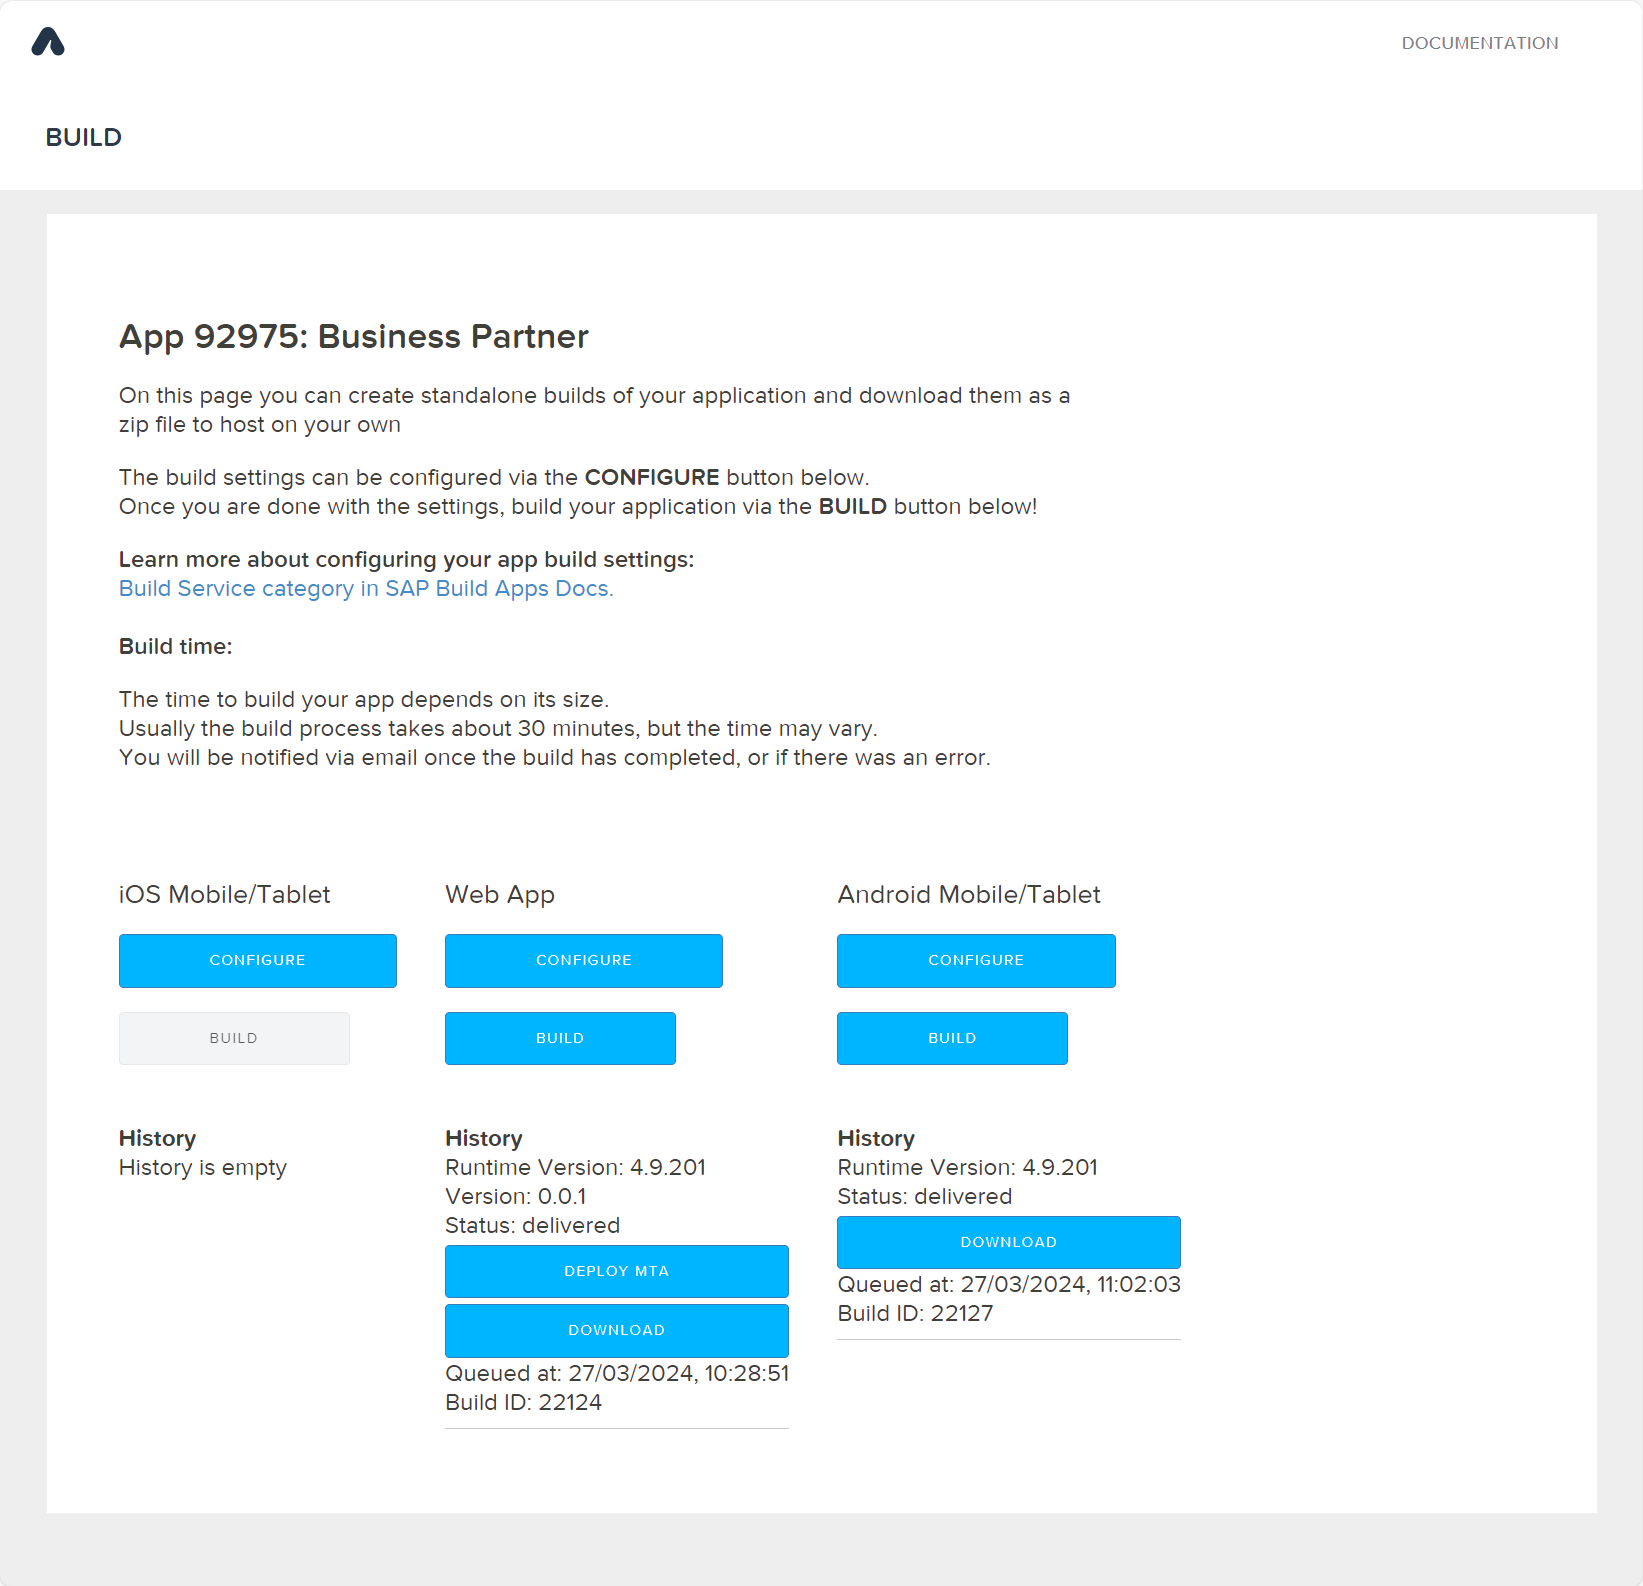 DOCUMENTATION
BUILD
App 92975: Business Partner
On this page you can create standalone builds of your application and download them as a
zip file to host on your own
The build settings can be configured via the CONFIGURE button below.
Once you are done with the settings, build your application via the BUILD button below!
Learn more about configuring your app build settings:
Build Service category in SAP Build Apps Docs.
Build time:
The time to build your app depends on its size.
Usually the build process takes about 30 minutes, but the time may vary.
You will be notified via email once the build has completed, or if there was an error.
iOS Mobile/Tablet
CONFIGURE
BUILD
History
History is empty
Web App
CONFIGURE
BUILD
History
Runtime Version: 4.9.201
Version: 0.0.1
Status: delivered
DEPLOY MTA
DOWNLOAD
Queued at: 27/03/2024, 10:28:51
Build ID: 22124
Android Mobile/Tablet
CONFIGURE
BUILD
History
Runtime Version: 4.9.201
Status: delivered
DOWNLOAD
Queued at: 27/03/2024, 11:02:03
Build ID: 22127